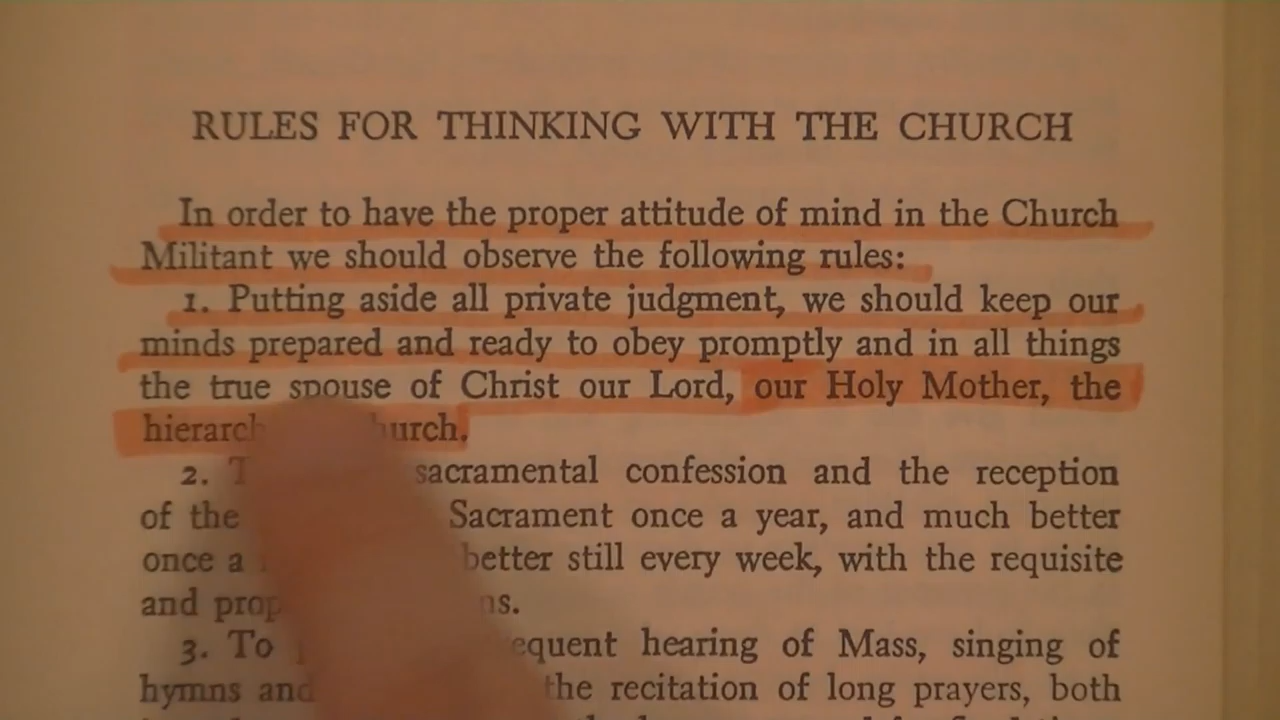 RULES FOR THINKING WITH THE CHURCH
In order to have the proper attitude of mind in the Church
Militant we should observe the following rules:
1. Putting aside all private judgment, we should keep our
minds prepared and ready to obey promptly and in all things
the true spouse of Christ our Lord, our Holy Mother, the
hierarch urch.
2. T sacramental confession and the reception
of the Sacrament once a year, and much better
once a better still every week, with the requisite
and prop ns.
3. To equent hearing of Mass, singing of
hymns and the recitation of long prayers, both